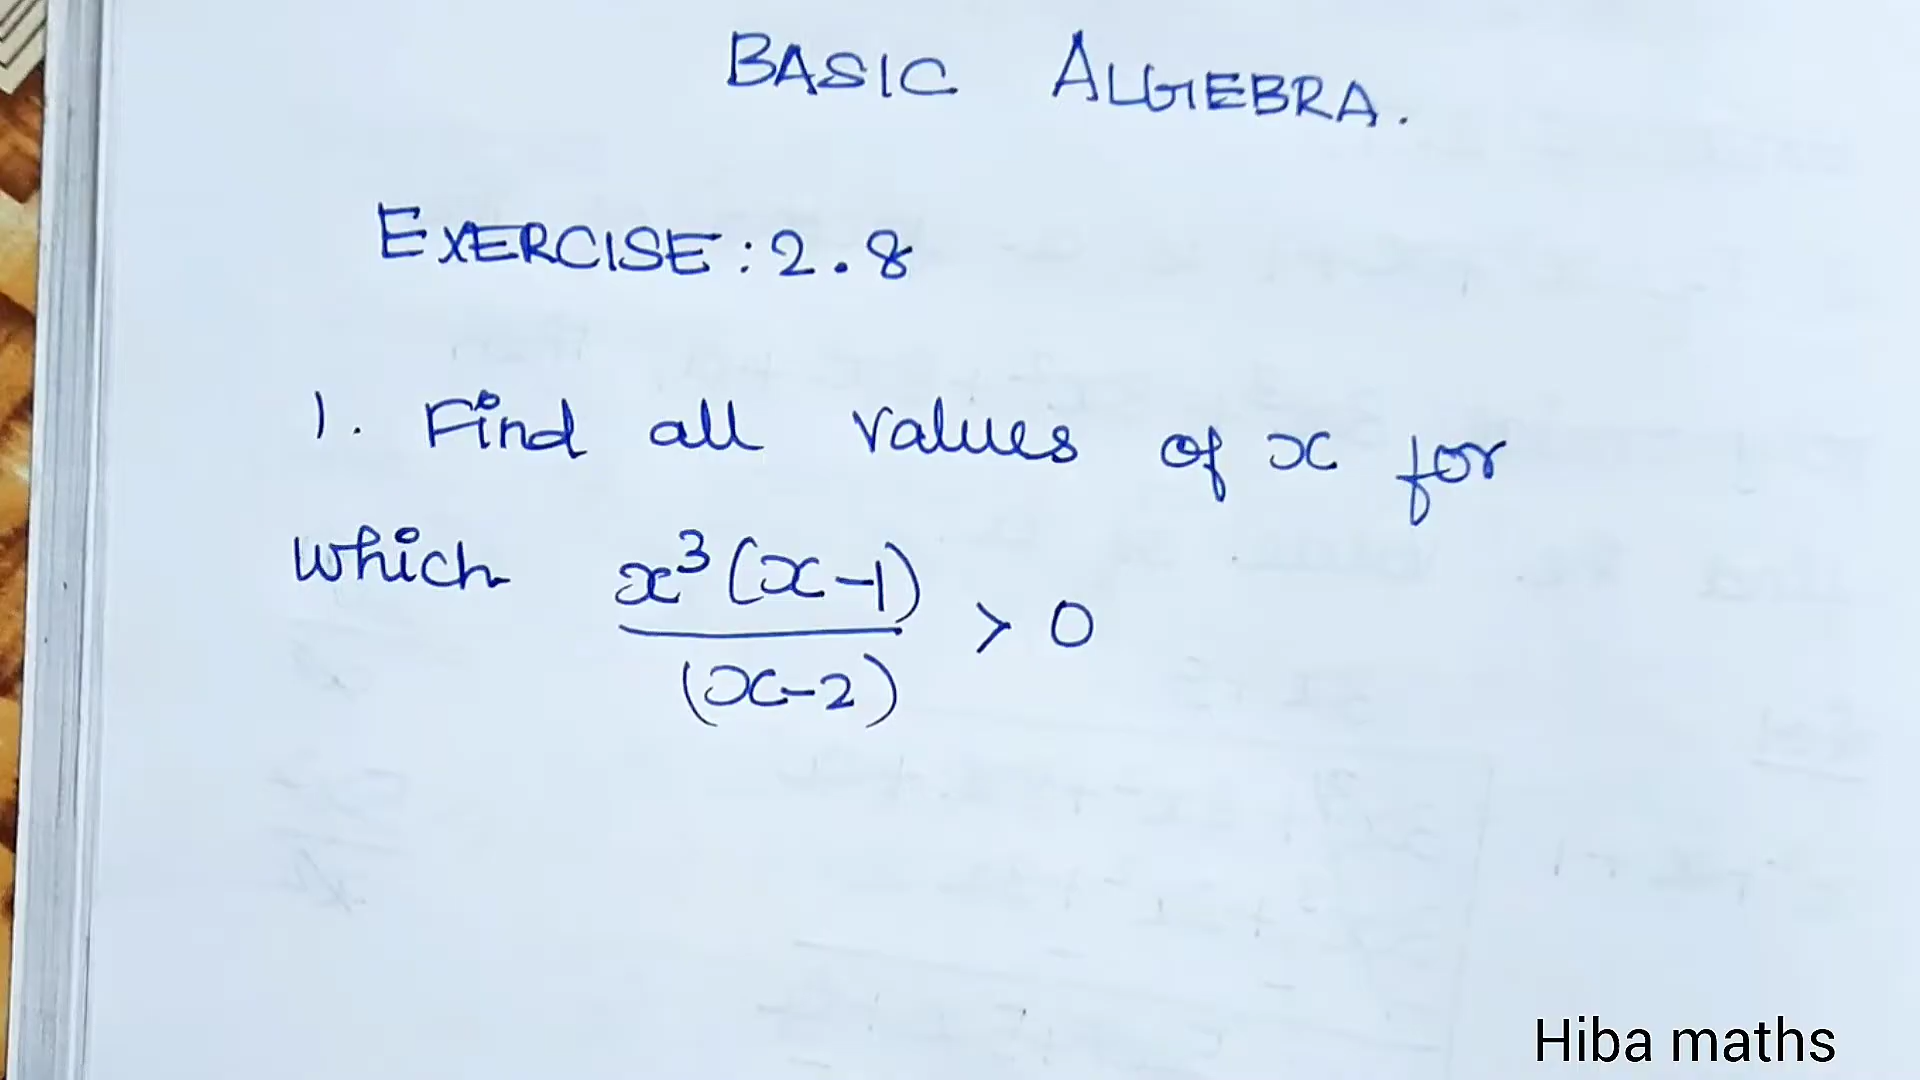 BASIC ALGEBRA.
EXERCISE: 2.8
1. Find all values of x for
which x³(x-1)/(x-2) > 0
Hiba maths